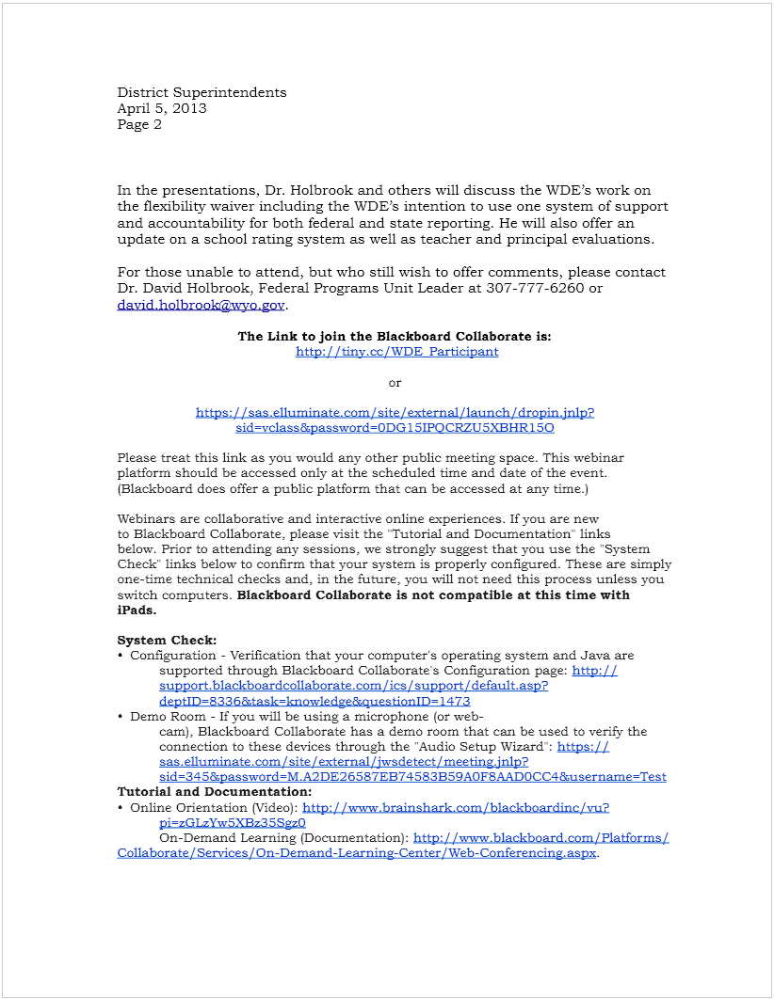 District Superintendents
April 5, 2013
Page 2
In the presentations, Dr. Holbrook and others will discuss the WDE’s work on
the flexibility waiver including the WDE’s intention to use one system of support
and accountability for both federal and state reporting. He will also offer an
update on a school rating system as well as teacher and principal evaluations.
For those unable to attend, but who still wish to offer comments, please contact
Dr. David Holbrook, Federal Programs Unit Leader at 307-777-6260 or
david.holbrook@wyo.gov.
The Link to join the Blackboard Collaborate is:
http://tiny.cc/WDE_Participant
or
https://sas.elluminate.com/site/external/launch/dropin.jnlp?
sid=vclass&password=0DG15IPQCRZU5XBHR15O
Please treat this link as you would any other public meeting space. This webinar
platform should be accessed only at the scheduled time and date of the event.
(Blackboard does offer a public platform that can be accessed at any time.)
Webinars are collaborative and interactive online experiences. If you are new
to Blackboard Collaborate, please visit the "Tutorial and Documentation" links
below. Prior to attending any sessions, we strongly suggest that you use the "System
Check" links below to confirm that your system is properly configured. These are simply
one-time technical checks and, in the future, you will not need this process unless you
switch computers. Blackboard Collaborate is not compatible at this time with
iPads.
System Check:
• Configuration - Verification that your computer's operating system and Java are
supported through Blackboard Collaborate's Configuration page: http://
support.blackboardcollaborate.com/ics/support/default.asp?
deptID=8336&task=knowledge&questionID=1473
• Demo Room - If you will be using a microphone (or web-
cam), Blackboard Collaborate has a demo room that can be used to verify the
connection to these devices through the "Audio Setup Wizard": https://
sas.elluminate.com/site/external/jwsdetect/meeting.jnlp?
sid=345&password=M.A2DE26587EB74583B59A0F8AAD0CC4&username=Test
Tutorial and Documentation:
• Online Orientation (Video): http://www.brainshark.com/blackboardinc/vu?
pi=zGLzYw5XBz35Sgz0
On-Demand Learning (Documentation): http://www.blackboard.com/Platforms/
Collaborate/Services/On-Demand-Learning-Center/Web-Conferencing.aspx.